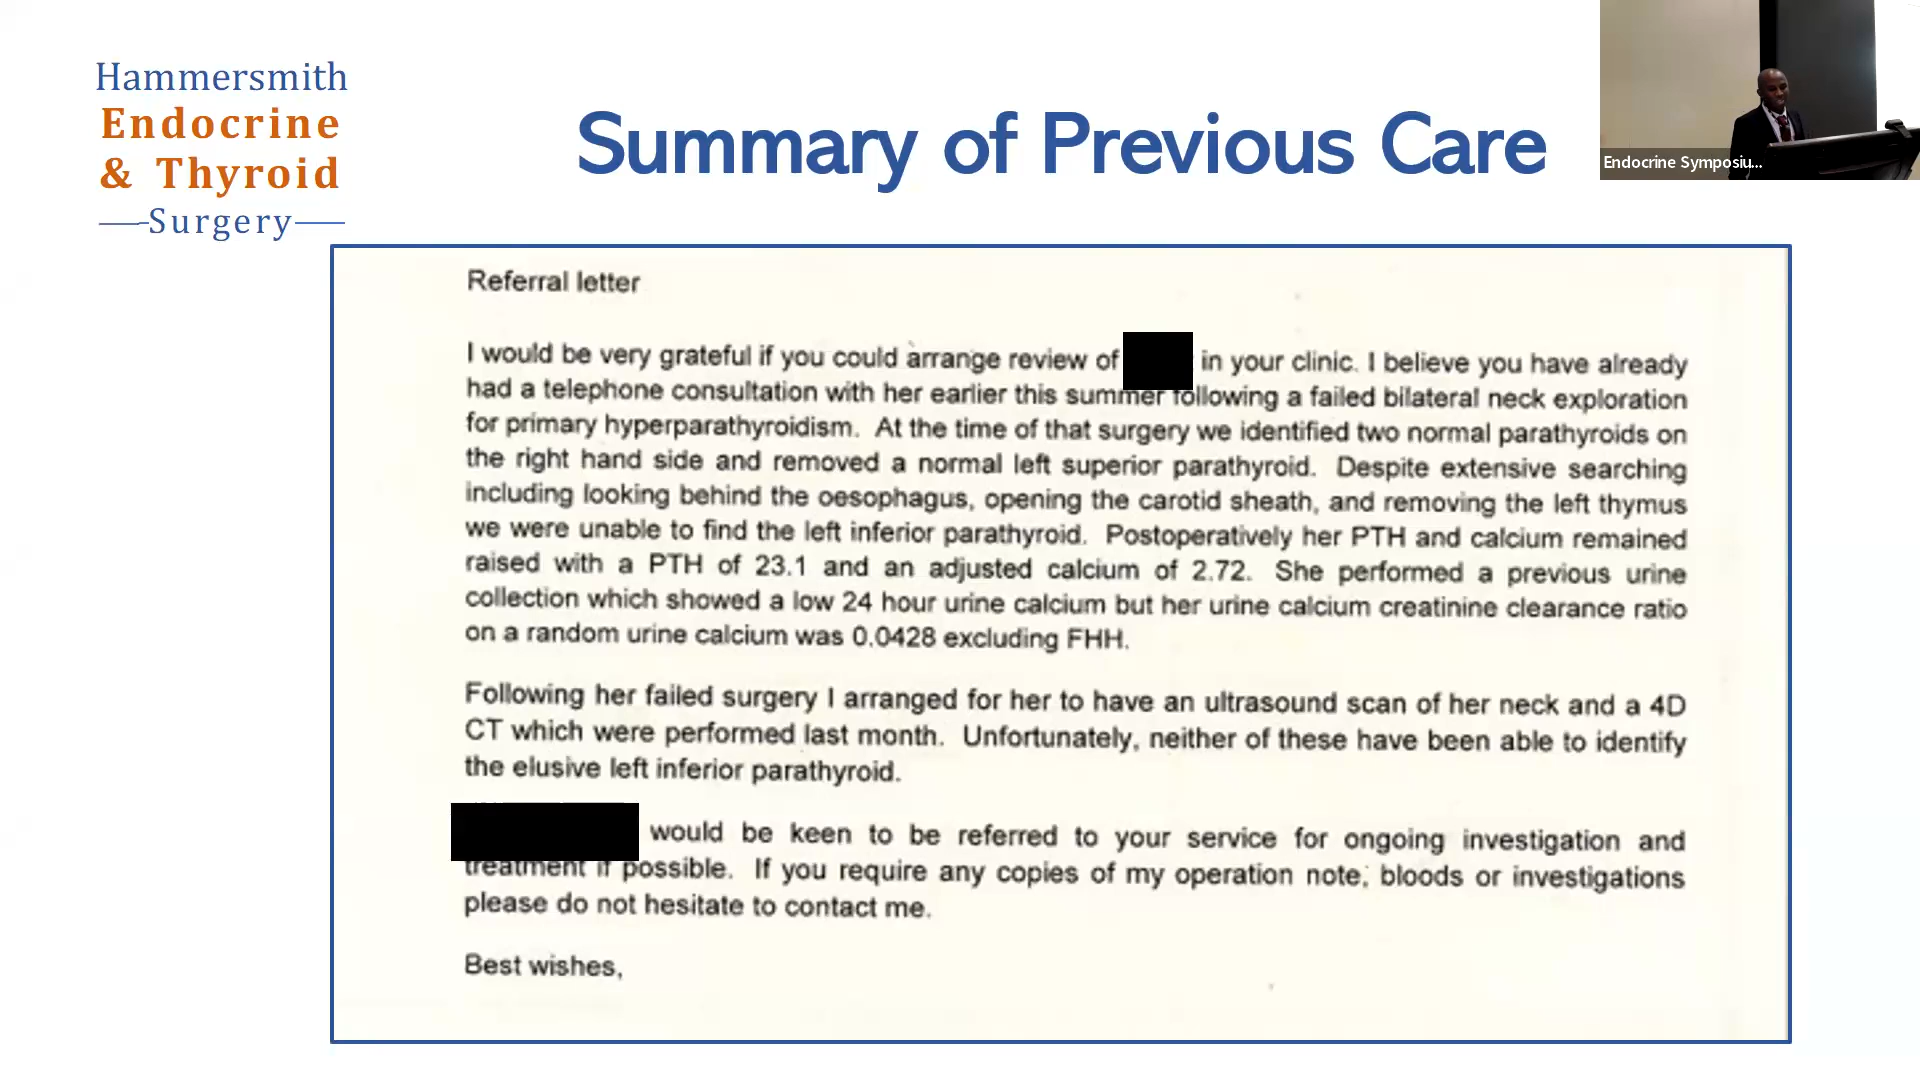 Hammersmith
Endocrine
& Thyroid
Surgery
Summary of Previous Care
Endocrine Symposiu...
Referral letter
I would be very grateful if you could arrange review of in your clinic. I believe you have already
had a telephone consultation with her earlier this summer following a failed bilateral neck exploration
for primary hyperparathyroidism. At the time of that surgery we identified two normal parathyroids on
the right hand side and removed a normal left superior parathyroid. Despite extensive searching
including looking behind the oesophagus, opening the carotid sheath, and removing the left thymus
we were unable to find the left inferior parathyroid. Postoperatively her PTH and calcium remained
raised with a PTH of 23.1 and an adjusted calcium of 2.72. She performed a previous urine
collection which showed a low 24 hour urine calcium but her urine calcium creatinine clearance ratio
on a random urine calcium was 0.0428 excluding FHH.
Following her failed surgery I arranged for her to have an ultrasound scan of her neck and a 4D
CT which were performed last month. Unfortunately, neither of these have been able to identify
the elusive left inferior parathyroid.
would be keen to be referred to your service for ongoing investigation and
treatment if possible. If you require any copies of my operation note, bloods or investigations
please do not hesitate to contact me.
Best wishes,